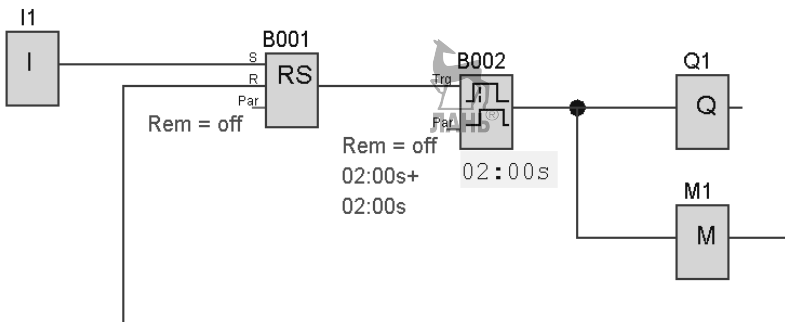 I1
I
B001
S
R
Par
RS
Rem = off
B002
Trg
Par
ЛАНЬ®
Rem = off
02:00s+
02:00s
02:00s
Q1
Q
M1
M